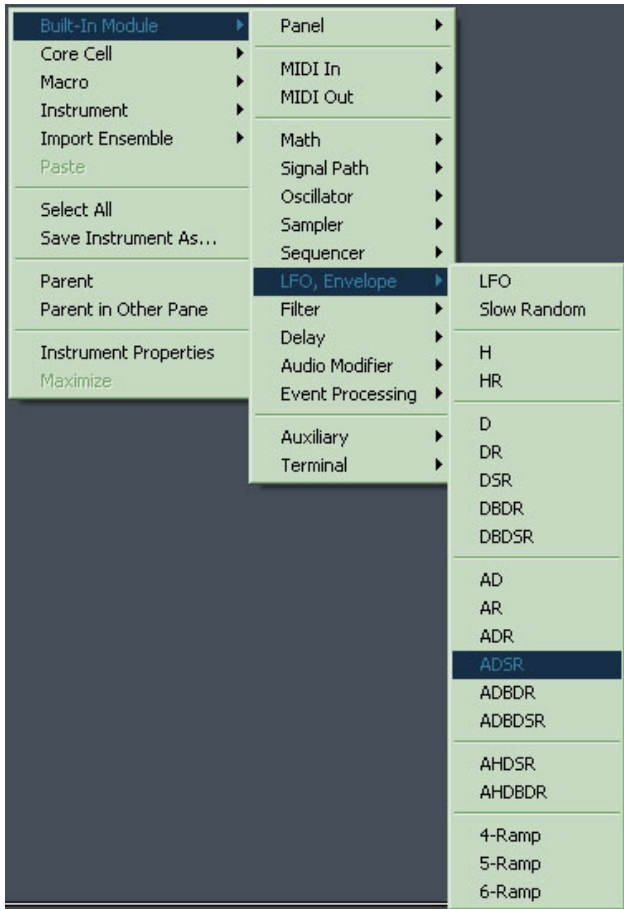 Built-In Module
Core Cell
Macro
Instrument
Import Ensemble
Paste
Select All
Save Instrument As...
Parent
Parent in Other Pane
Instrument Properties
Maximize
Panel
MIDI In
MIDI Out
Math
Signal Path
Oscillator
Sampler
Sequencer
LFO, Envelope
Filter
Delay
Audio Modifier
Event Processing
Auxiliary
Terminal
LFO
Slow Random
H
HR
D
DR
DSR
DBDR
DBDSR
AD
AR
ADR
ADSR
ADBDR
ADBDSR
AHDSR
AHDBDR
4-Ramp
5-Ramp
6-Ramp